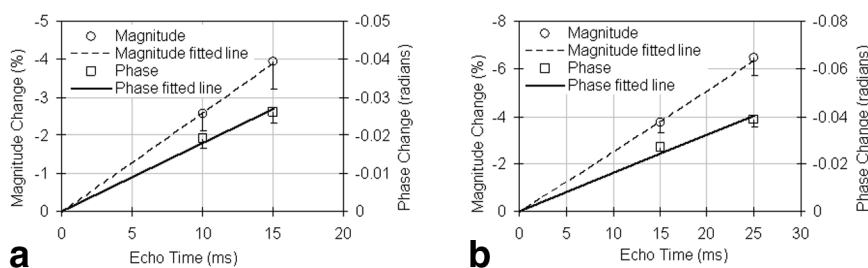 -5
-4
-3
-2
-1
0
Magnitude Change (%)
Magnitude
Magnitude fitted line
Phase
Phase fitted line
-0.05
-0.04
-0.03
-0.02
-0.01
0
Phase Change (radians)
0 5 10 15 20
Echo Time (ms)
a
-8
-6
-4
-2
0
Magnitude Change (%)
Magnitude
Magnitude fitted line
Phase
Phase fitted line
-0.08
-0.06
-0.04
-0.02
0
Phase Change (radians)
0 5 10 15 20 25 30
Echo Time (ms)
b